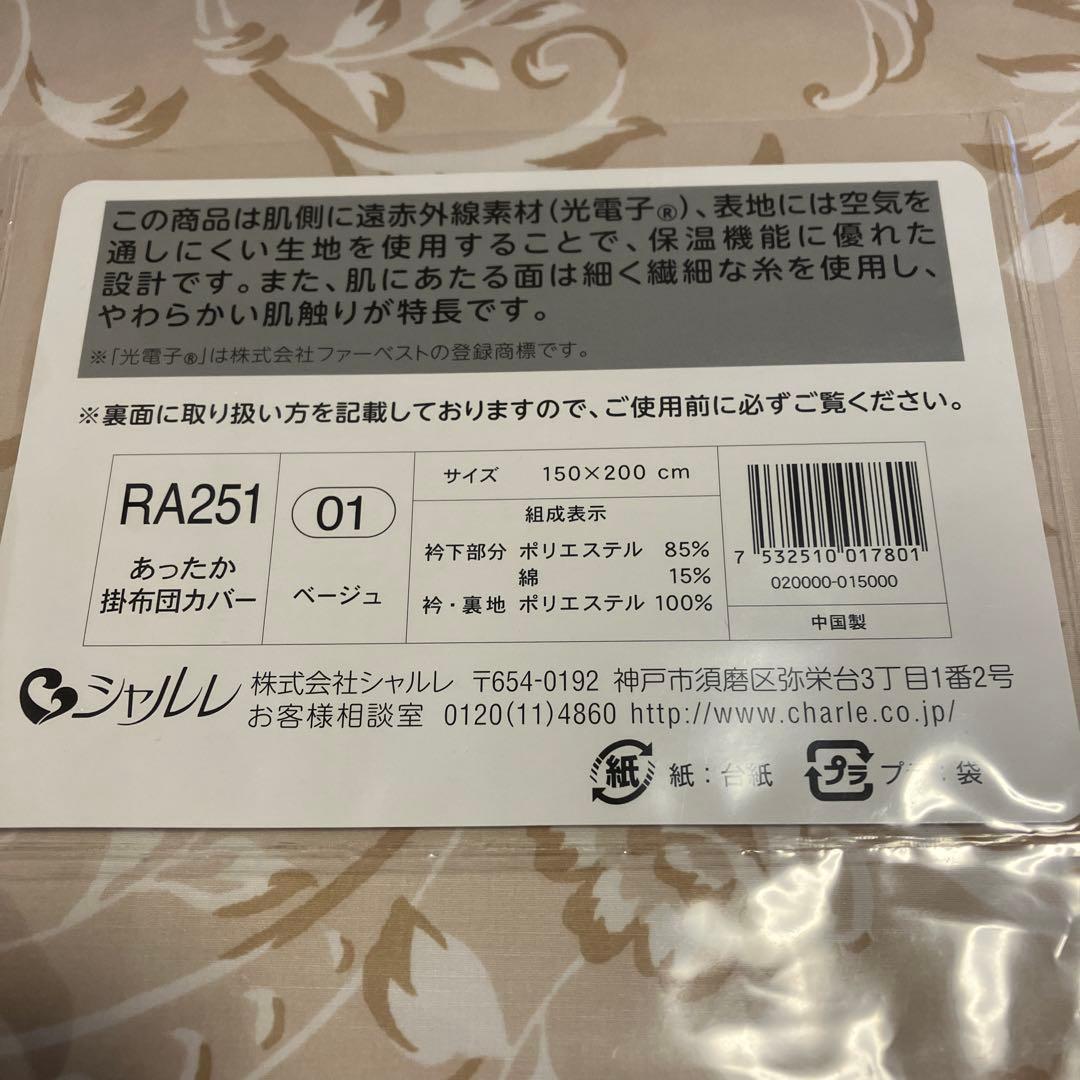 この商品は肌側に遠赤外線素材(光電子®)、表地には空気を
通しにくい生地を使用することで、保温機能に優れた
設計です。また、肌にあたる面は細く繊細な糸を使用し、
やわらかい肌触りが特長です。
※「光電子®」は株式会社ファーベストの登録商標です。
※裏面に取り扱い方を記載しておりますので、ご使用前に必ずご覧ください。
RA251
あったか
掛布団カバー
01
ベージュ
サイズ 150×200 cm
組成表示
衿下部分 ポリエステル 85%
綿 15%
衿・裏地 ポリエステル 100%
7 532510 017801
020000-015000
中国製
シャルレ
株式会社シャルレ 〒654-0192 神戸市須磨区弥栄台3丁目1番2号
お客様相談室 0120(11)4860 http://www.charle.co.jp/
紙 紙：台紙
プラ プラ：袋